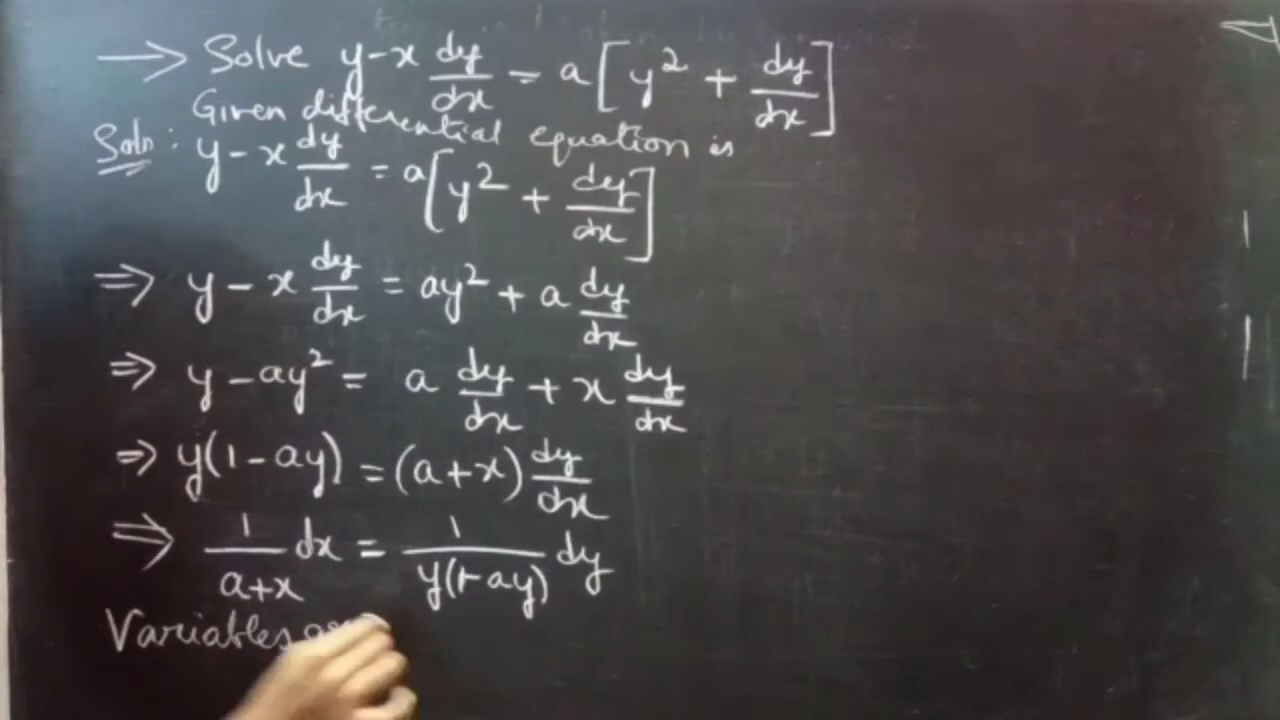 → Solve y-x dy/dx = a[y² + dy/dx]
Given differential equation is
Soln: y-x dy/dx = a[y² + dy/dx]
⇒ y-x dy/dx = ay² + a dy/dx
⇒ y-ay² = a dy/dx + x dy/dx
⇒ y(1-ay) = (a+x) dy/dx
⇒ 1/(a+x) dx = 1/(y(1-ay)) dy
Variables